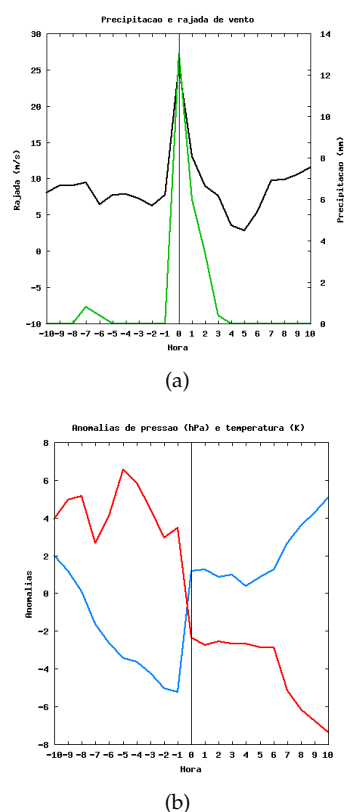 Precipitacao e rajada de vento
30 14
25 12
20 10
15 8
10 6
5
0 4
-5 2
-10 0
Rajada (m/s)
Precipitacao (mm)
-10 -9 -8 -7 -6 -5 -4 -3 -2 -1 0 1 2 3 4 5 6 7 8 9 10
Hora
(a)
Anomalias de pressao (hPa) e temperatura (K)
8
6
4
2
0
-2
-4
-6
-8
Anomalias
-10 -9 -8 -7 -6 -5 -4 -3 -2 -1 0 1 2 3 4 5 6 7 8 9 10
Hora
(b)